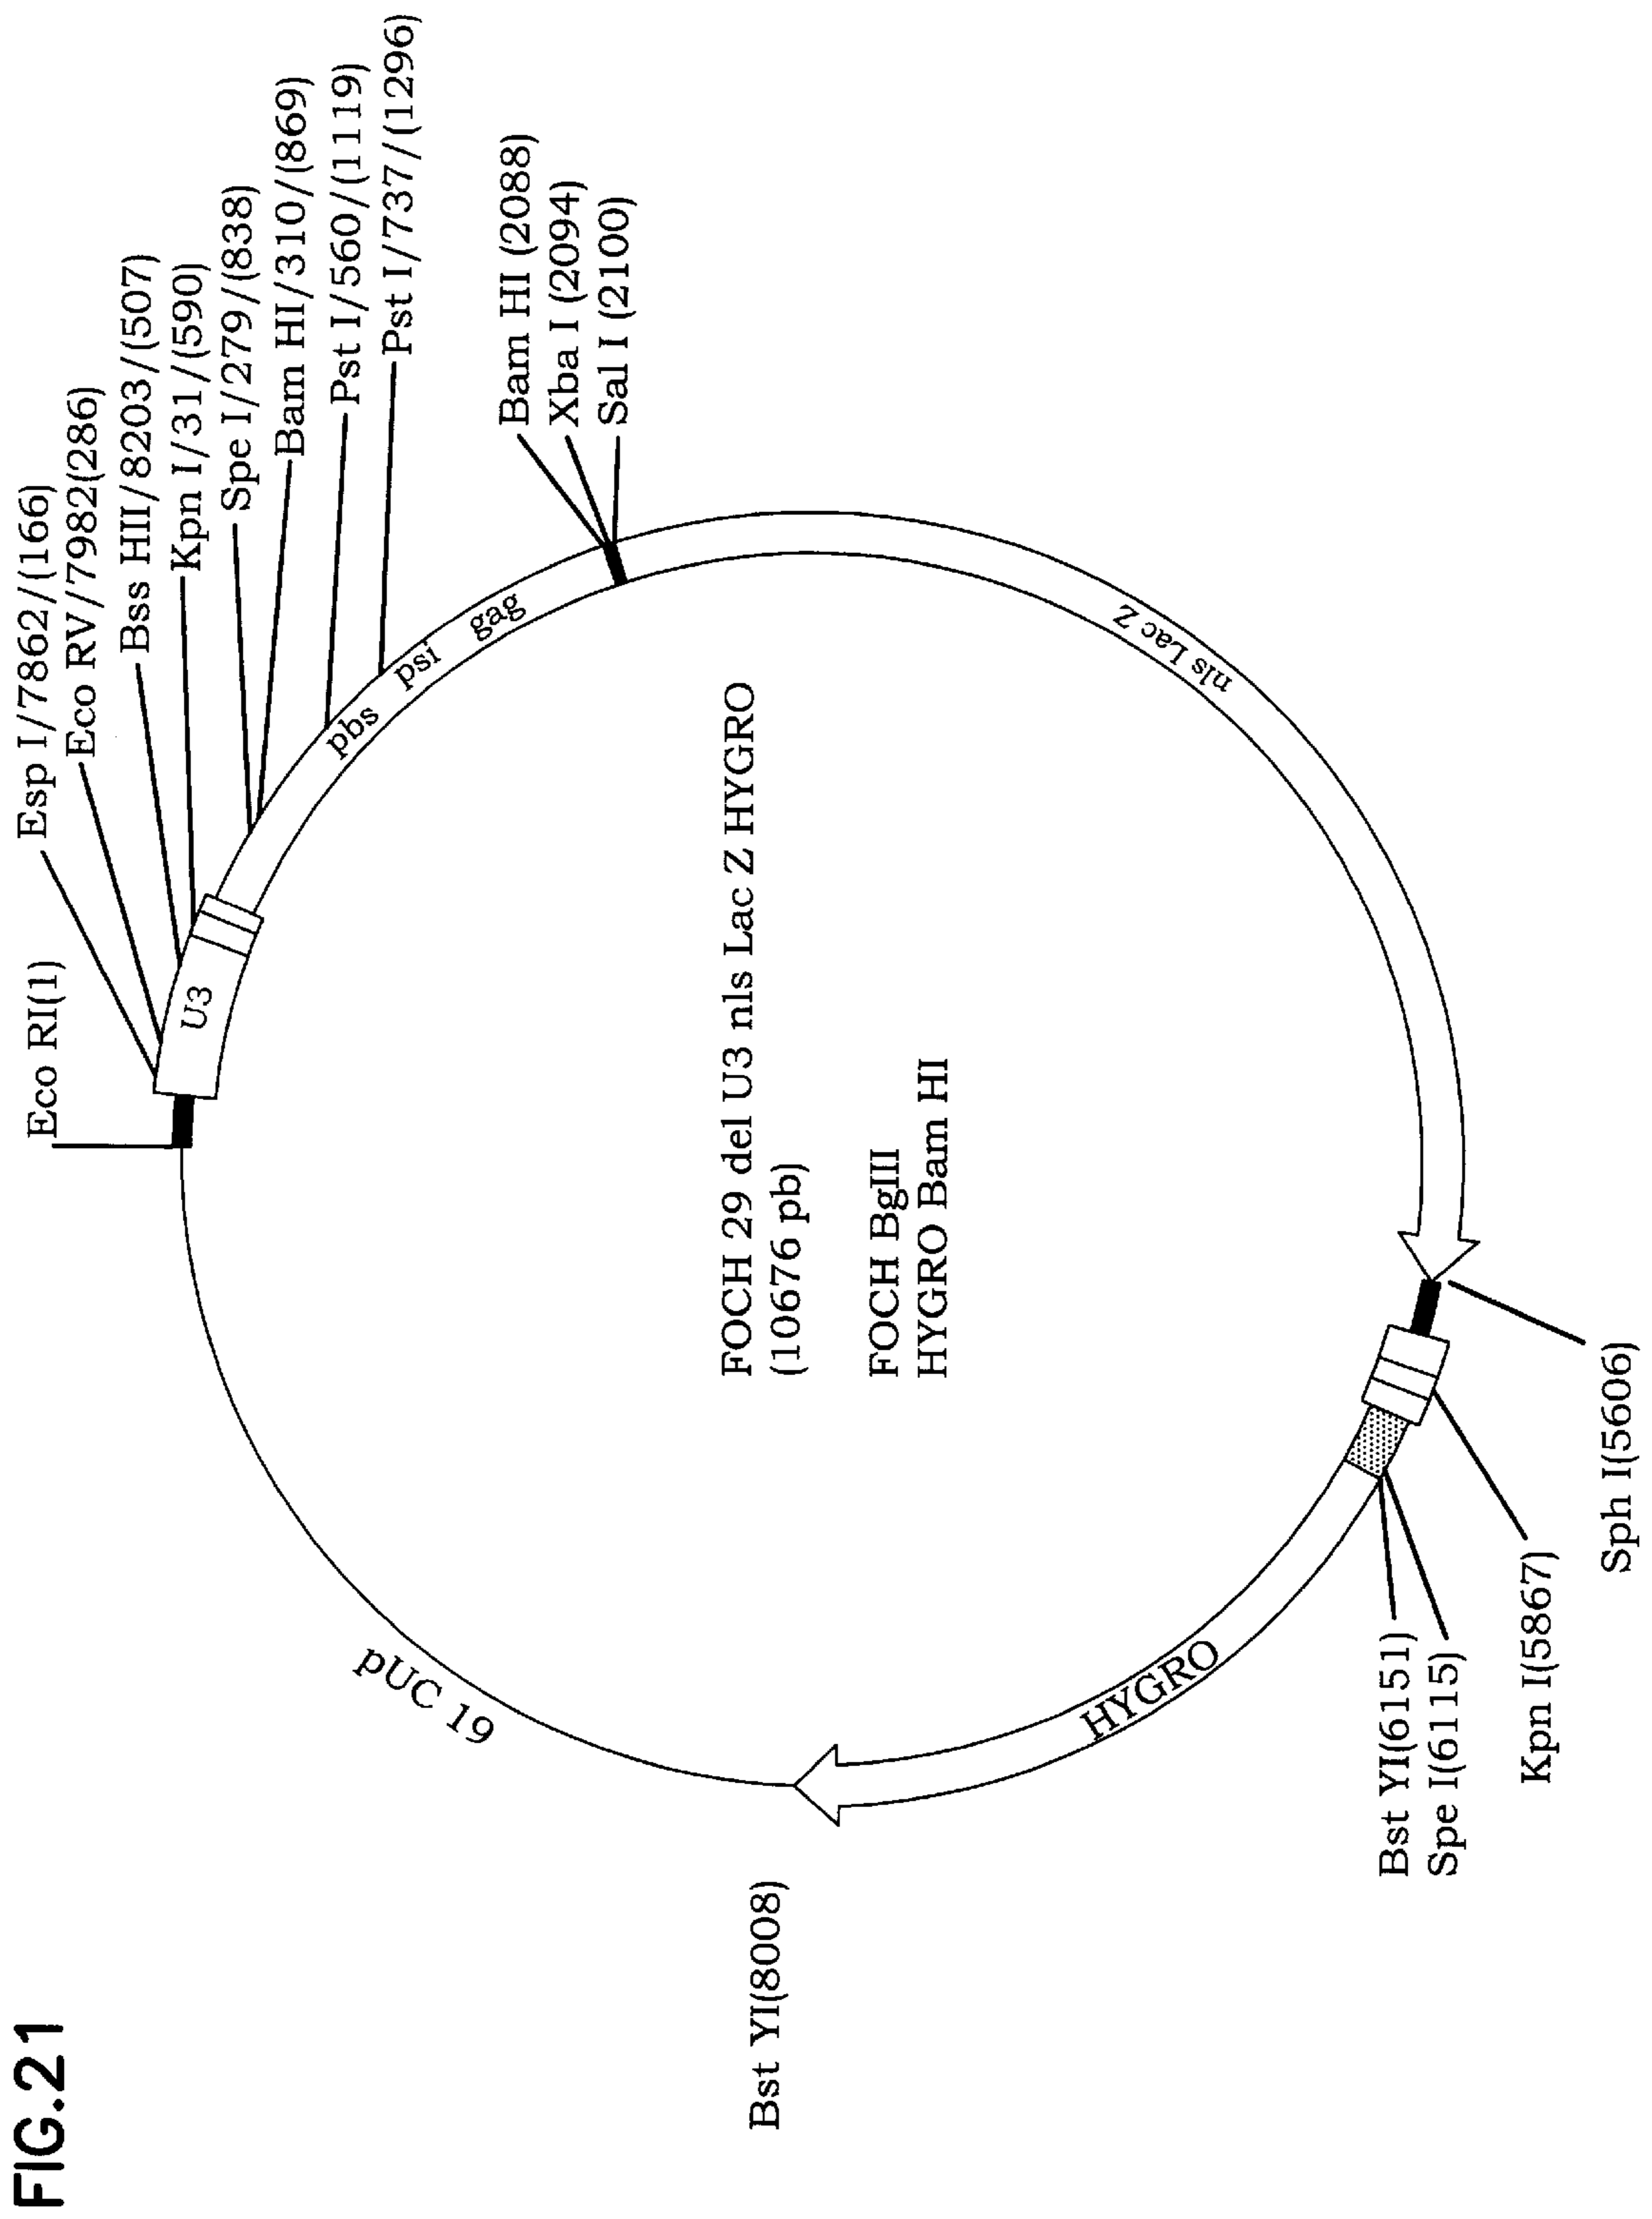 FIG.21
Eco RI(1)
Esp I/7862/(166)
Eco RV/7982(286)
Bss HII/8203/(507)
Kpn I/31/(590)
Spe I/279/(838)
Bam HI/310/(869)
Pst I/560/(1119)
Pst I/737/(1296)
Bam HI (2088)
Xba I (2094)
Sal I (2100)
U3
pbs
psi
gag
nls Lac Z
FOCH 29 del U3 nls Lac Z HYGRO
(10676 pb)
FOCH BgIII
HYGRO Bam HI
pUC 19
HYGRO
Bst YI(8008)
Bst YI(6151)
Spe I(6115)
Kpn I(5867)
Sph I(5606)